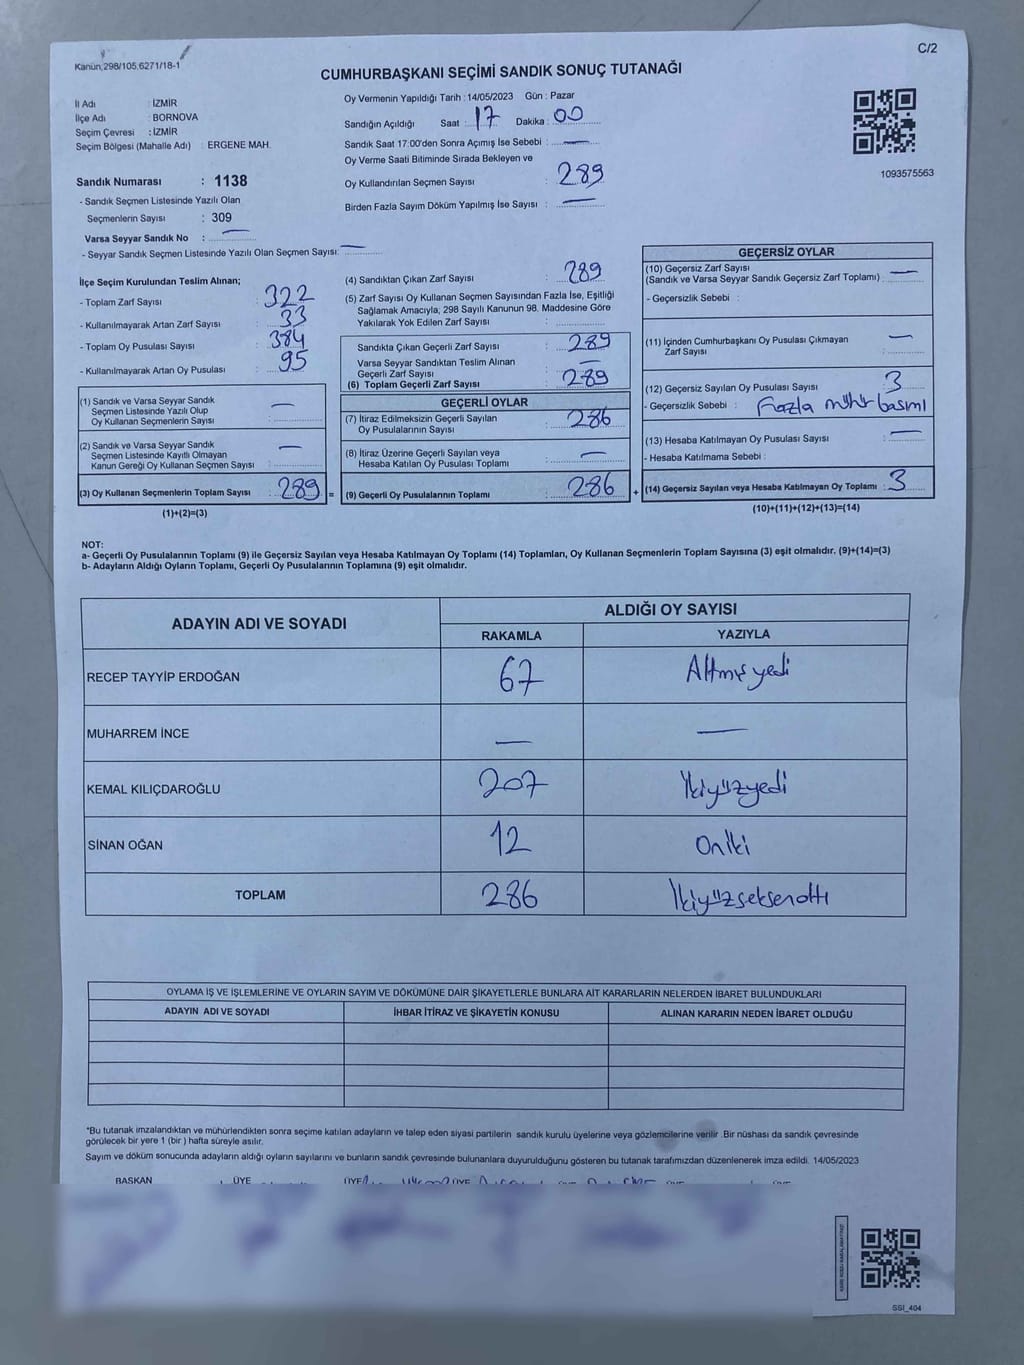 Kanun,298/105,6271/18-1
C/2
CUMHURBAŞKANI SEÇİMİ SANDIK SONUÇ TUTANAĞI
İl Adı : İZMİR
İlçe Adı : BORNOVA
Seçim Çevresi : İZMİR
Seçim Bölgesi (Mahalle Adı) : ERGENE MAH.
Sandık Numarası : 1138
- Sandık Seçmen Listesinde Yazılı Olan
Seçmenlerin Sayısı : 309
Varsa Seyyar Sandık No : —
- Seyyar Sandık Seçmen Listesinde Yazılı Olan Seçmen Sayısı: —
Oy Vermenin Yapıldığı Tarih : 14/05/2023 Gün : Pazar
Sandığın Açıldığı Saat : 17 Dakika : 00
Sandık Saat 17:00'den Sonra Açımış İse Sebebi : —
Oy Verme Saati Bitiminde Sırada Bekleyen ve
Oy Kullandırılan Seçmen Sayısı : 289
Birden Fazla Sayım Döküm Yapılmış İse Sayısı : —
1093575563
İlçe Seçim Kurulundan Teslim Alınan;
- Toplam Zarf Sayısı : 322
- Kullanılmayarak Artan Zarf Sayısı : 33
- Toplam Oy Pusulası Sayısı : 384
- Kullanılmayarak Artan Oy Pusulası : 95
(1) Sandık ve Varsa Seyyar Sandık
Seçmen Listesinde Yazılı Olup
Oy Kullanan Seçmenlerin Sayısı : —
(2) Sandık ve Varsa Seyyar Sandık
Seçmen Listesinde Kayıtlı Olmayan
Kanun Gereği Oy Kullanan Seçmen Sayısı : —
(3) Oy Kullanan Seçmenlerin Toplam Sayısı : 289 =
(1)+(2)=(3)
(4) Sandıktan Çıkan Zarf Sayısı : 289
(5) Zarf Sayısı Oy Kullanan Seçmen Sayısından Fazla İse, Eşitliği
Sağlamak Amacıyla, 298 Sayılı Kanunun 98. Maddesine Göre
Yakılarak Yok Edilen Zarf Sayısı :
Sandıkta Çıkan Geçerli Zarf Sayısı : 289
Varsa Seyyar Sandıktan Teslim Alınan
Geçerli Zarf Sayısı : —
(6) Toplam Geçerli Zarf Sayısı : 289
GEÇERLİ OYLAR
(7) İtiraz Edilmeksizin Geçerli Sayılan
Oy Pusulalarının Sayısı : 286
(8) İtiraz Üzerine Geçerli Sayılan veya
Hesaba Katılan Oy Pusulası Toplamı : —
(9) Geçerli Oy Pusulalarının Toplamı : 286 +
GEÇERSİZ OYLAR
(10) Geçersiz Zarf Sayısı
(Sandık ve Varsa Seyyar Sandık Geçersiz Zarf Toplamı) : —
- Geçersizlik Sebebi :
(11) İçinden Cumhurbaşkanı Oy Pusulası Çıkmayan
Zarf Sayısı : —
(12) Geçersiz Sayılan Oy Pusulası Sayısı : 3
- Geçersizlik Sebebi : Fazla mühür basımı
(13) Hesaba Katılmayan Oy Pusulası Sayısı : —
- Hesaba Katılmama Sebebi :
(14) Geçersiz Sayılan veya Hesaba Katılmayan Oy Toplamı : 3
(10)+(11)+(12)+(13)=(14)
NOT:
a- Geçerli Oy Pusulalarının Toplamı (9) ile Geçersiz Sayılan veya Hesaba Katılmayan Oy Toplamı (14) Toplamları, Oy Kullanan Seçmenlerin Toplam Sayısına (3) eşit olmalıdır. (9)+(14)=(3)
b- Adayların Aldığı Oyların Toplamı, Geçerli Oy Pusulalarının Toplamına (9) eşit olmalıdır.
ADAYIN ADI VE SOYADI ALDIĞI OY SAYISI
RAKAMLA YAZIYLA
RECEP TAYYİP ERDOĞAN 67 Altmışyedi
MUHARREM İNCE — —
KEMAL KILIÇDAROĞLU 207 İkiyüzyedi
SİNAN OĞAN 12 Oniki
TOPLAM 286 İkiyüzseksenaltı
OYLAMA İŞ VE İŞLEMLERİNE VE OYLARIN SAYIM VE DÖKÜMÜNE DAİR ŞİKAYETLERLE BUNLARA AİT KARARLARIN NELERDEN İBARET BULUNDUKLARI
ADAYIN ADI VE SOYADI İHBAR İTİRAZ VE ŞİKAYETİN KONUSU ALINAN KARARIN NEDEN İBARET OLDUĞU
*Bu tutanak imzalandıktan ve mühürlendikten sonra seçime katılan adayların ve talep eden siyasi partilerin sandık kurulu üyelerine veya gözlemcilerine verilir .Bir nüshası da sandık çevresinde
görülecek bir yere 1 (bir ) hafta süreyle asılır.
Sayım ve döküm sonucunda adayların aldığı oyların sayılarını ve bunların sandık çevresinde bulunanlara duyurulduğunu gösteren bu tutanak tarafımızdan düzenlenerek imza edildi. 14/05/2023
BAŞKAN ÜYE ÜYE ÜYE
SSI_404